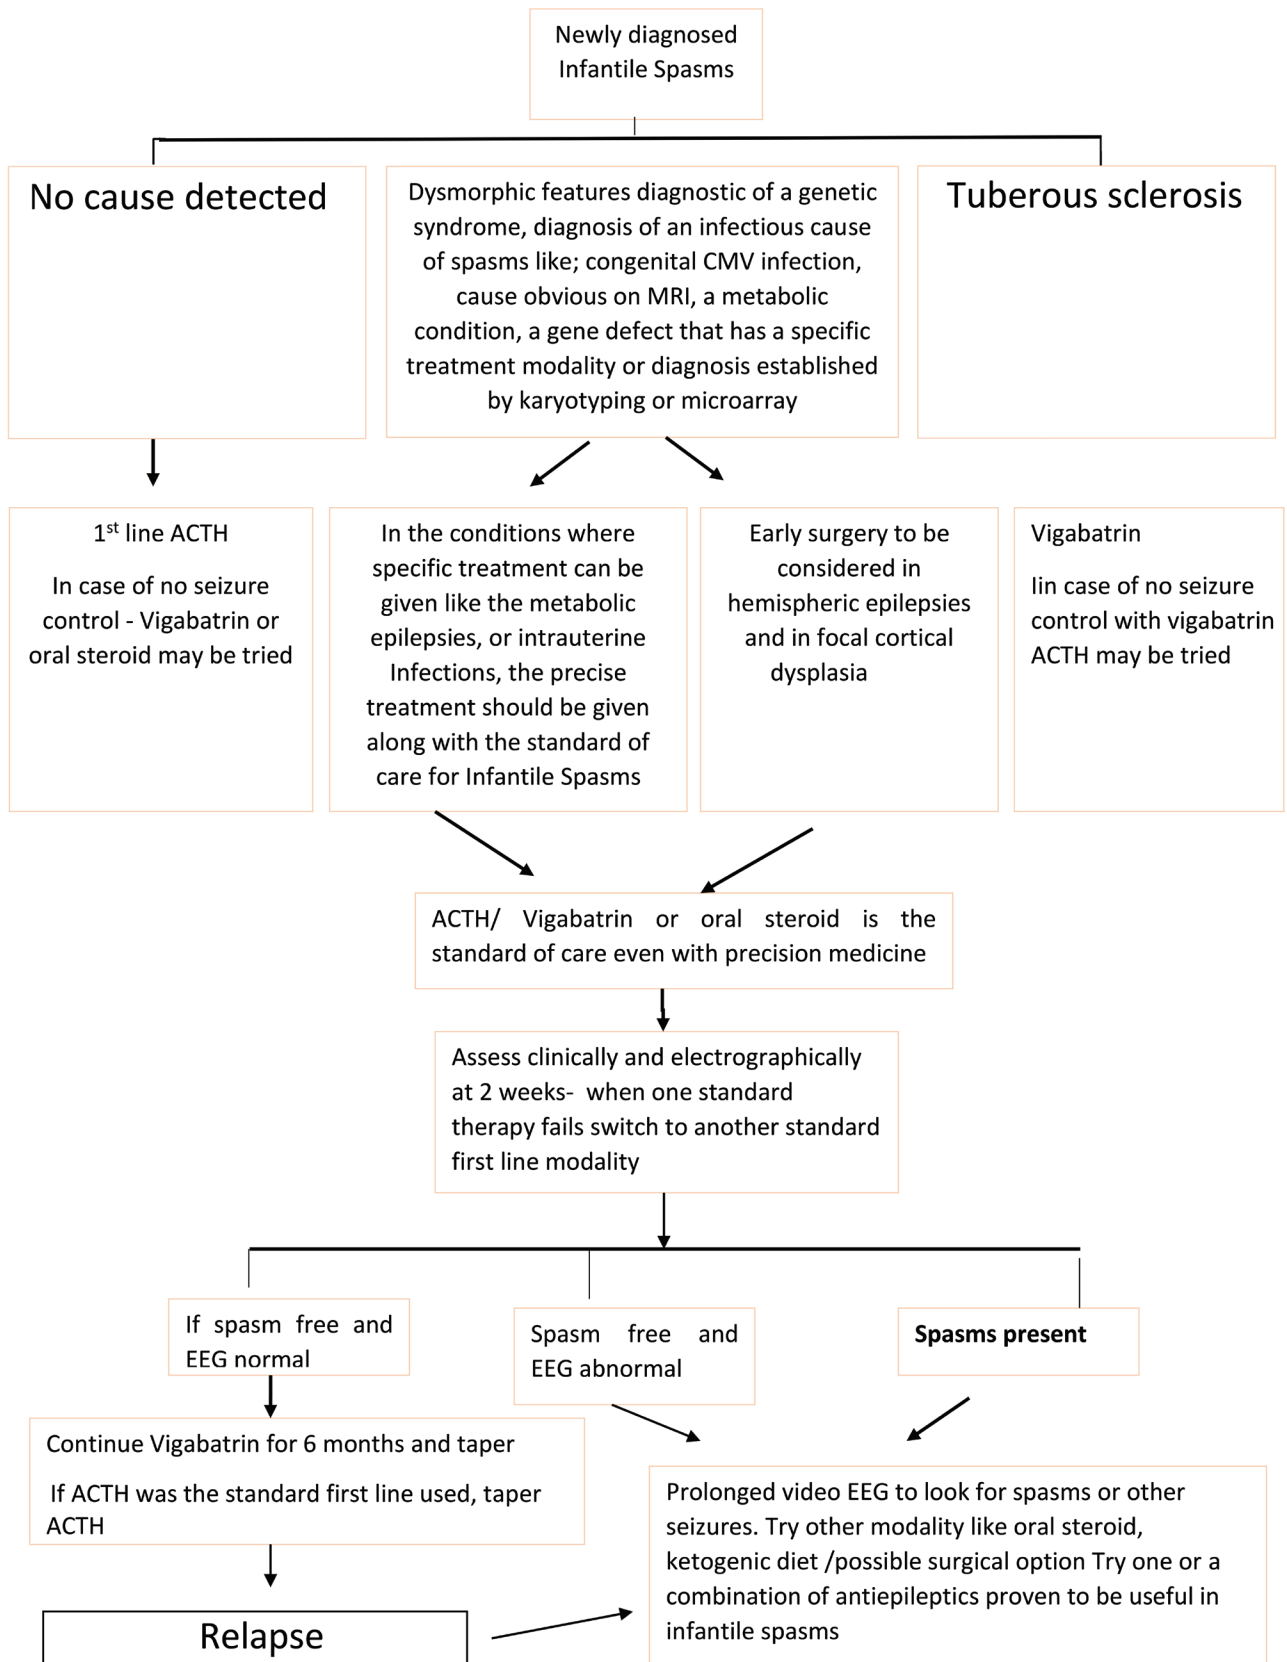 Newly diagnosed
Infantile Spasms
No cause detected
Dysmorphic features diagnostic of a genetic
syndrome, diagnosis of an infectious cause
of spasms like; congenital CMV infection,
cause obvious on MRI, a metabolic
condition, a gene defect that has a specific
treatment modality or diagnosis established
by karyotyping or microarray
Tuberous sclerosis
1st line ACTH
In case of no seizure
control - Vigabatrin or
oral steroid may be tried
In the conditions where
specific treatment can be
given like the metabolic
epilepsies, or intrauterine
Infections, the precise
treatment should be given
along with the standard of
care for Infantile Spasms
Early surgery to be
considered in
hemispheric epilepsies
and in focal cortical
dysplasia
Vigabatrin
Iin case of no seizure
control with vigabatrin
ACTH may be tried
ACTH/ Vigabatrin or oral steroid is the
standard of care even with precision medicine
Assess clinically and electrographically
at 2 weeks- when one standard
therapy fails switch to another standard
first line modality
If spasm free and
EEG normal
Spasm free and
EEG abnormal
Spasms present
Continue Vigabatrin for 6 months and taper
If ACTH was the standard first line used, taper
ACTH
Prolonged video EEG to look for spasms or other
seizures. Try other modality like oral steroid,
ketogenic diet /possible surgical option Try one or a
combination of antiepileptics proven to be useful in
infantile spasms
Relapse